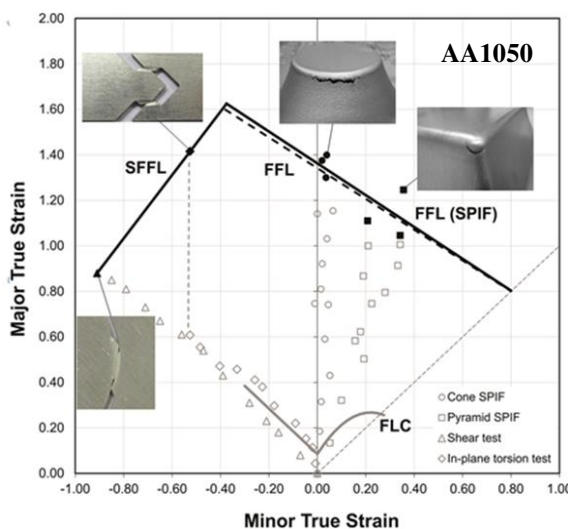 AA1050
Major True Strain
2.00
1.80
1.60
1.40
1.20
1.00
0.80
0.60
0.40
0.20
0.00
SFFL
FFL
FFL (SPIF)
FLC
Cone SPIF
Pyramid SPIF
Shear test
In-plane torsion test
-1.00 -0.80 -0.60 -0.40 -0.20 0.00 0.20 0.40 0.60 0.80 1.00
Minor True Strain